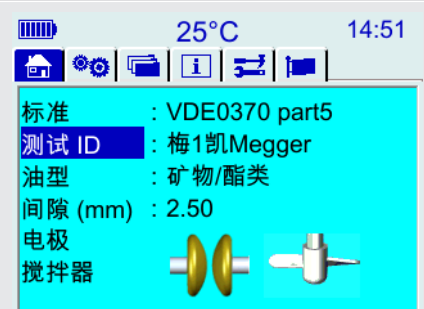 25°C 14:51
标准 : VDE0370 part5
测试 ID : 梅1凯Megger
油型 : 矿物/酯类
间隙 (mm) : 2.50
电极
搅拌器